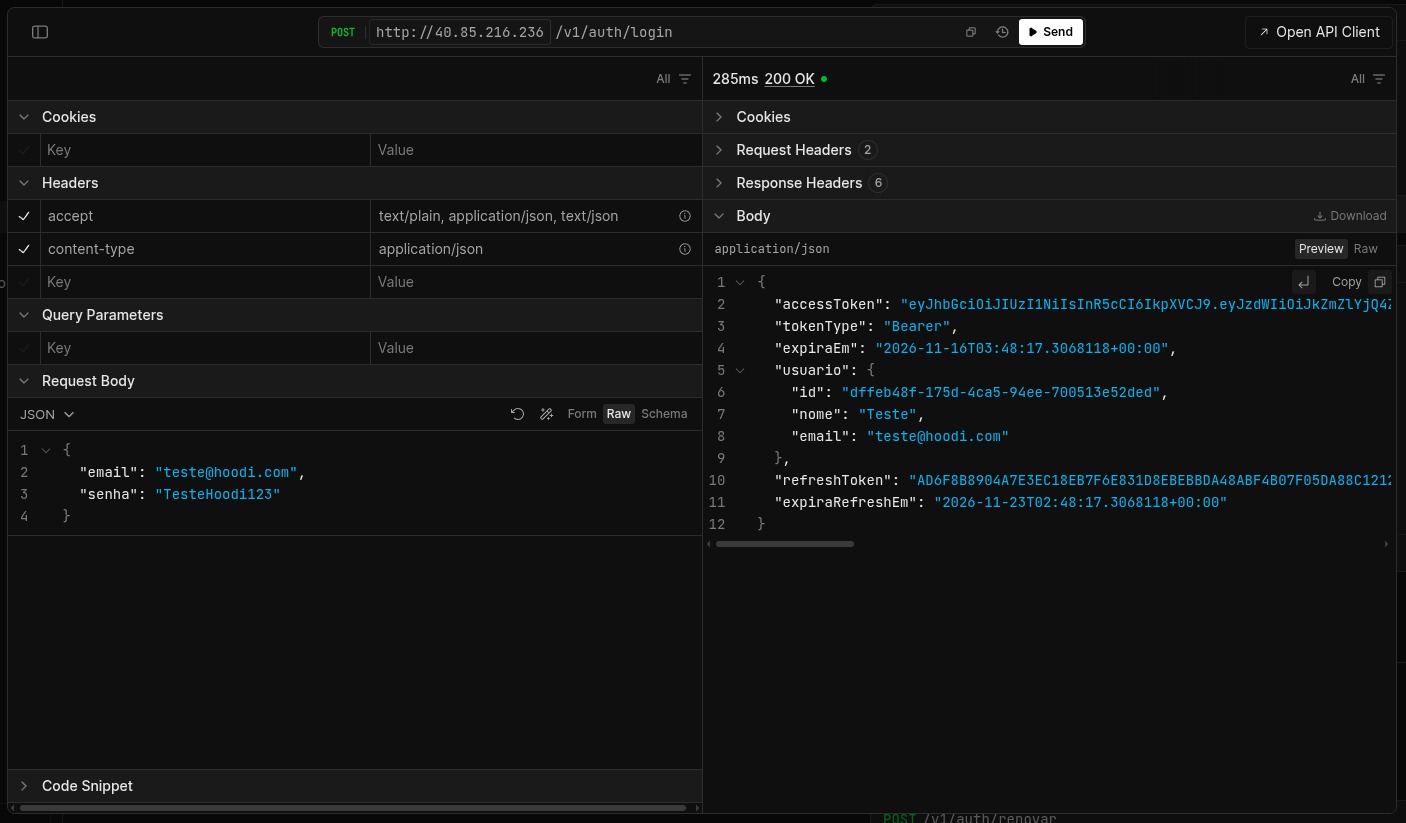 POST http://40.85.216.236 /v1/auth/login Send Open API Client
All
Cookies
Key Value
Headers
accept text/plain, application/json, text/json
content-type application/json
Key Value
Query Parameters
Key Value
Request Body
JSON Form Raw Schema
1 {
2 "email": "teste@hoodi.com",
3 "senha": "TesteHoodi123"
4 }
Code Snippet
285ms 200 OK All
Cookies
Request Headers 2
Response Headers 6
Body Download
application/json Preview Raw
Copy
1 {
2 "accessToken": "eyJhbGciOiJIUzI1NiIsInR5cCI6IkpXVCJ9.eyJzdWIiOiJkZmZlYjQ4Z
3 "tokenType": "Bearer",
4 "expiraEm": "2026-11-16T03:48:17.3068118+00:00",
5 "usuario": {
6 "id": "dffeb48f-175d-4ca5-94ee-700513e52ded",
7 "nome": "Teste",
8 "email": "teste@hoodi.com"
9 },
10 "refreshToken": "AD6F8B8904A7E3EC18EB7F6E831D8EBEBBDA48ABF4B07F05DA88C1212
11 "expiraRefreshEm": "2026-11-23T02:48:17.3068118+00:00"
12 }
POST /v1/auth/renovar